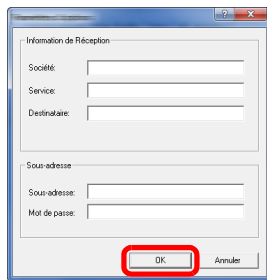 Information de Réception
Société:
Service:
Destinataire:
Sous-adresse
Sous-adresse:
Mot de passe:
OK
Annuler